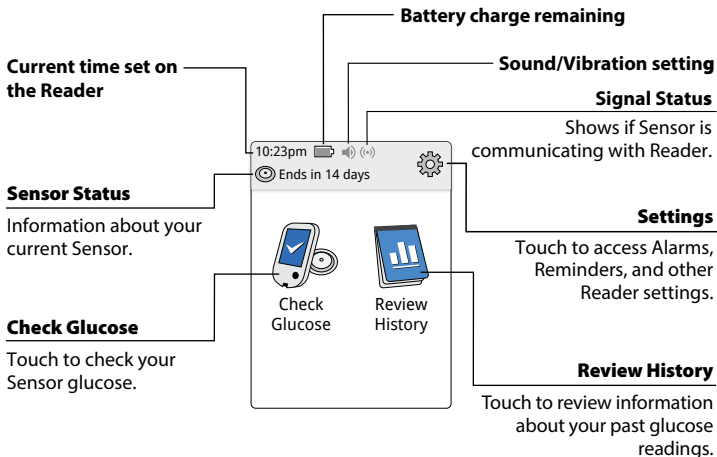 Battery charge remaining
Current time set on
the Reader
Sound/Vibration setting
Signal Status
Shows if Sensor is
communicating with Reader.
10:23pm
Ends in 14 days
Sensor Status
Information about your
current Sensor.
Settings
Touch to access Alarms,
Reminders, and other
Reader settings.
Check
Glucose
Review
History
Check Glucose
Touch to check your
Sensor glucose.
Review History
Touch to review information
about your past glucose
readings.